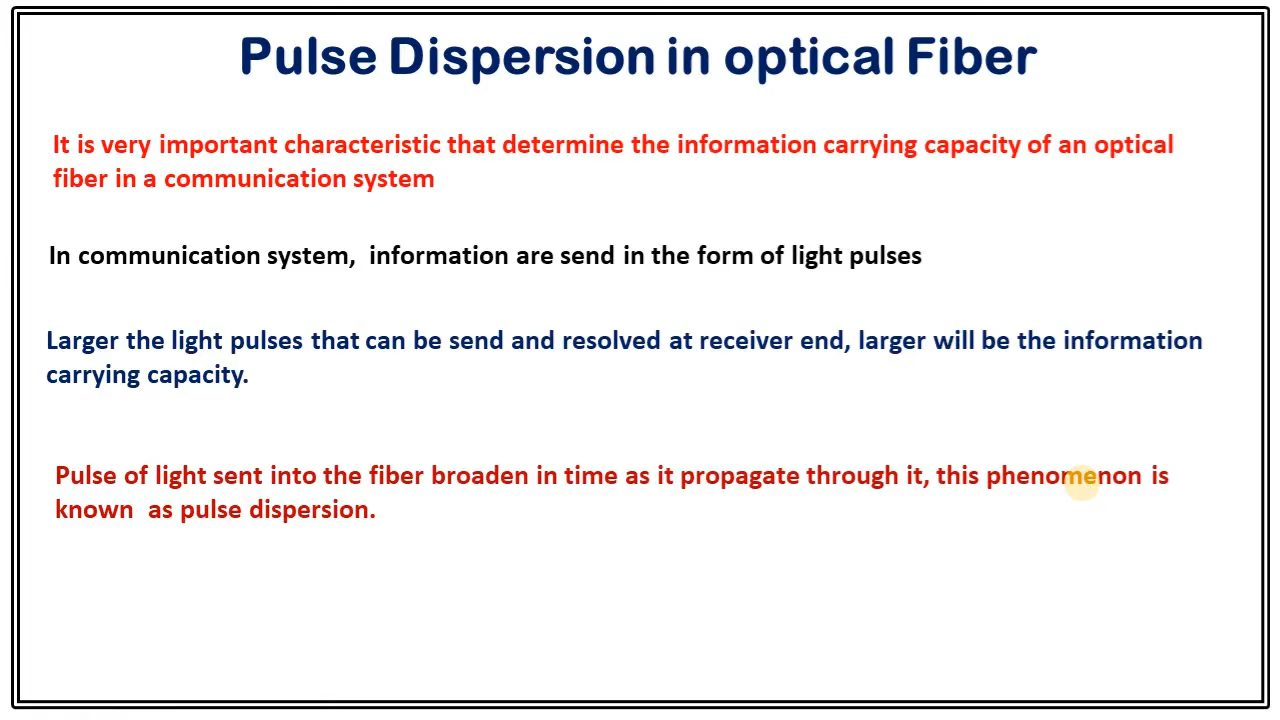 Pulse Dispersion in optical Fiber
It is very important characteristic that determine the information carrying capacity of an optical
fiber in a communication system
In communication system,  information are send in the form of light pulses
Larger the light pulses that can be send and resolved at receiver end, larger will be the information
carrying capacity.
Pulse of light sent into the fiber broaden in time as it propagate through it, this phenomenon is
known  as pulse dispersion.